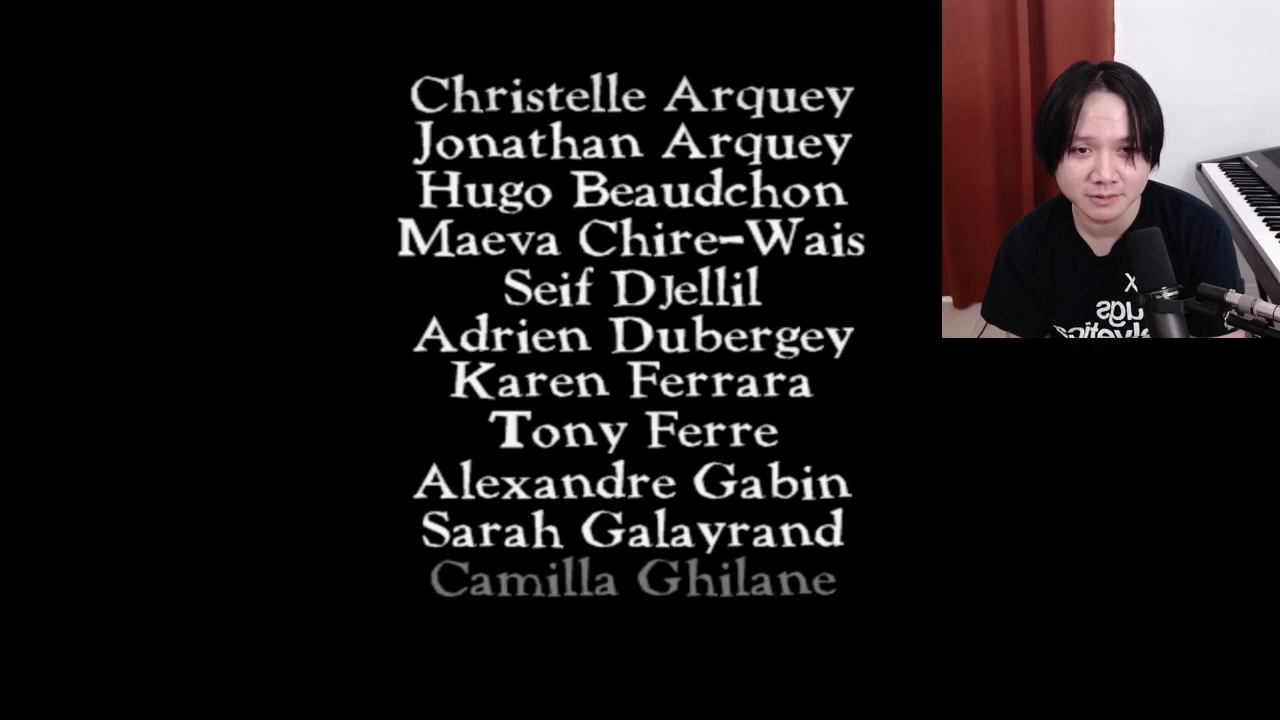 Christelle Arquey
Jonathan Arquey
Hugo Beaudchon
Maeva Chire-Wais
Seif Djellil
Adrien Dubergey
Karen Ferrara
Tony Ferre
Alexandre Gabin
Sarah Galayrand
Camilla Ghilane